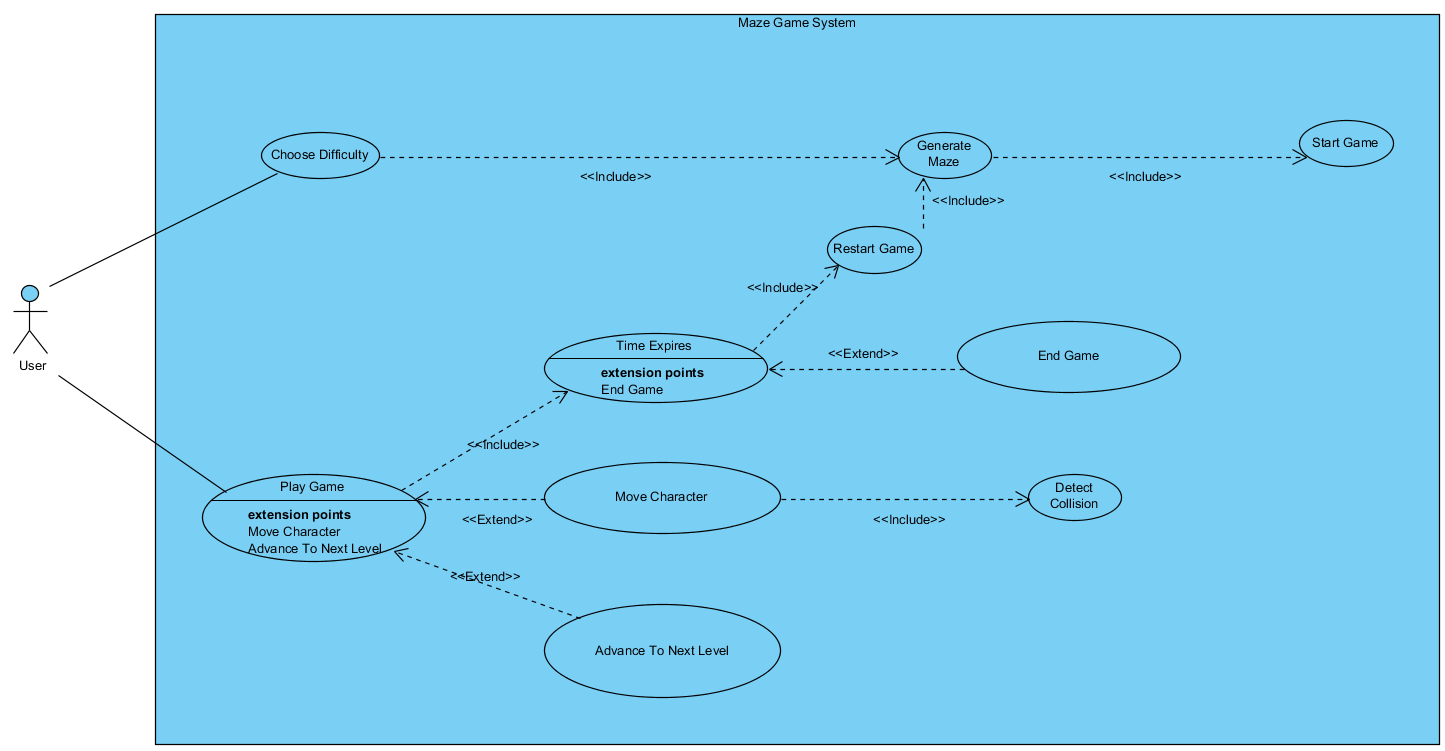 Maze Game System
Choose Difficulty
<<Include>>
Generate
Maze
<<Include>>
Start Game
<<Include>>
Restart Game
<<Include>>
User
Time Expires
extension points
End Game
<<Extend>>
End Game
<<Include>>
Play Game
extension points
Move Character
Advance To Next Level
<<Extend>>
Move Character
<<Include>>
Detect
Collision
<<Extend>>
Advance To Next Level